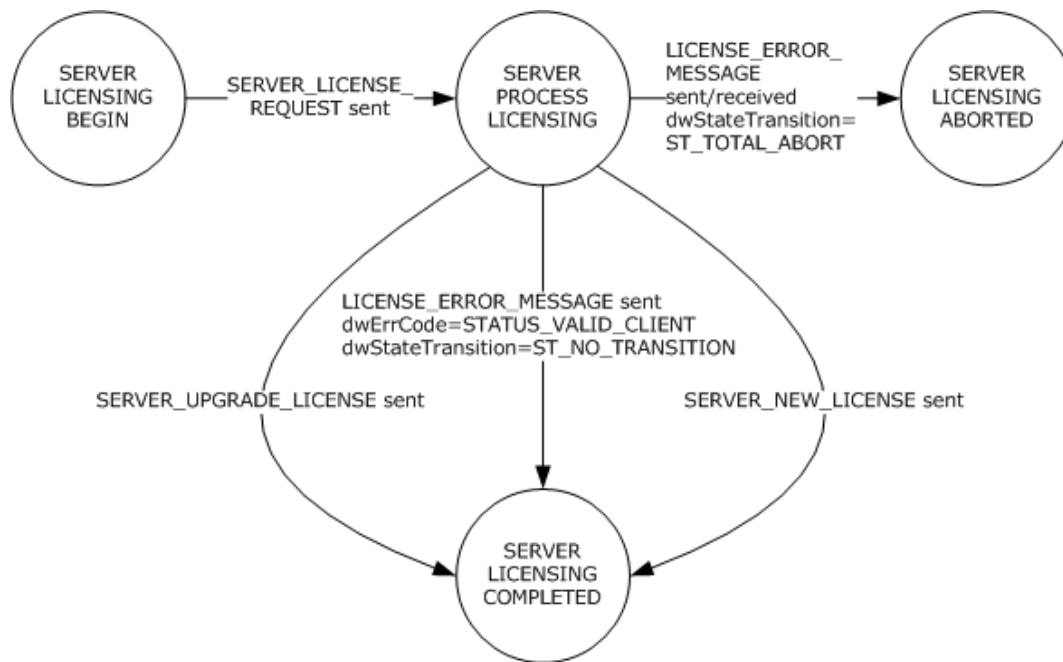 SERVER
LICENSING
BEGIN
SERVER_LICENSE_
REQUEST sent
SERVER
PROCESS
LICENSING
LICENSE_ERROR_
MESSAGE
sent/received
dwStateTransition=
ST_TOTAL_ABORT
SERVER
LICENSING
ABORTED
LICENSE_ERROR_MESSAGE sent
dwErrCode=STATUS_VALID_CLIENT
dwStateTransition=ST_NO_TRANSITION
SERVER_UPGRADE_LICENSE sent
SERVER_NEW_LICENSE sent
SERVER
LICENSING
COMPLETED